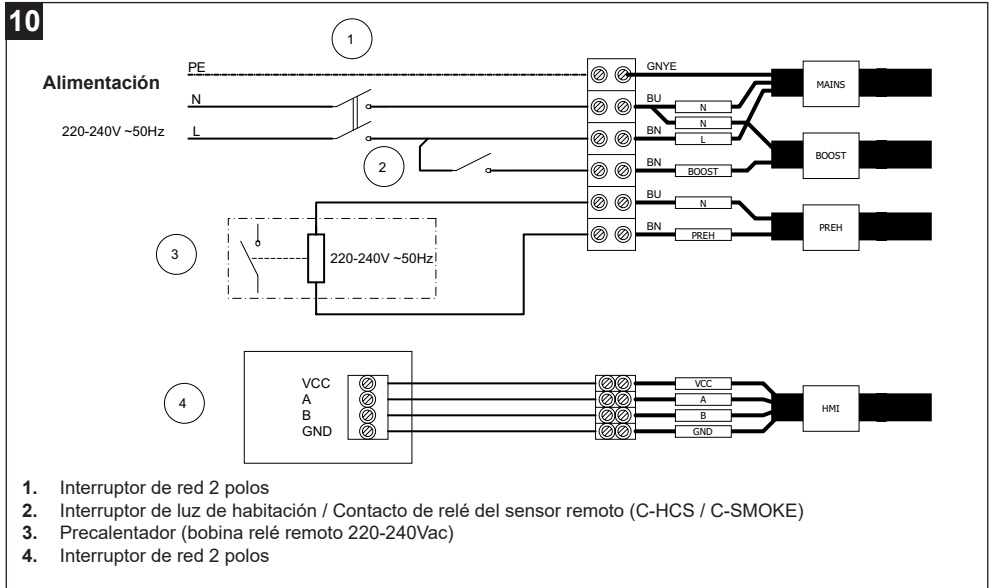 10
1
PE
GNYE
Alimentación
MAINS
N
BU
N
N
220-240V ~50Hz
L
BN
L
2
BN
BOOST
BOOST
BU
N
PREH
3
220-240V ~50Hz
BN
PREH
4
VCC
VCC
A
A
HMI
B
B
GND
GND
1. Interruptor de red 2 polos
2. Interruptor de luz de habitación / Contacto de relé del sensor remoto (C-HCS / C-SMOKE)
3. Precalentador (bobina relé remoto 220-240Vac)
4. Interruptor de red 2 polos